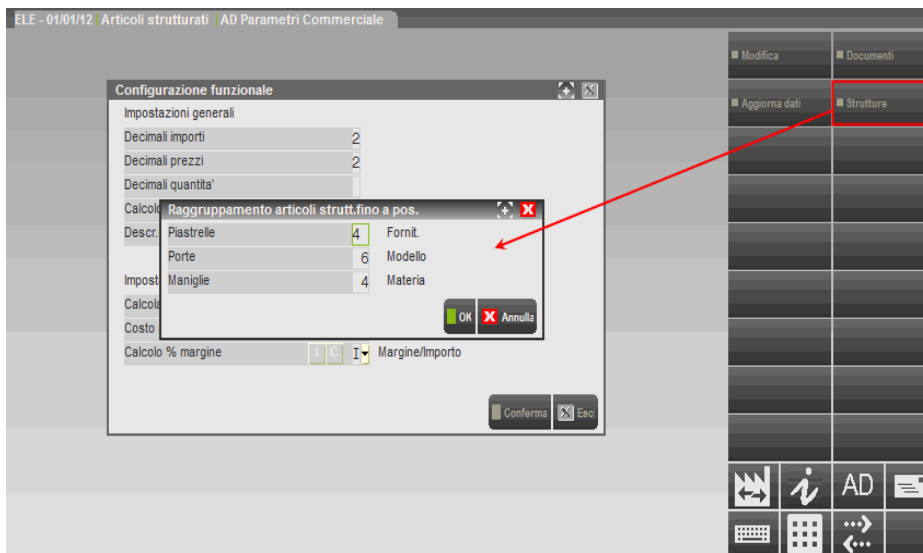 ELE - 01/01/12 Articoli strutturati AD Parametri Commerciale
Modifica
Documenti
Aggiorna dati
Strutture
Configurazione funzionale
Impostazioni generali
Decimali importi 2
Decimali prezzi 2
Decimali quantita'
Calcolo
Descr.
Raggruppamento articoli strutt.fino a pos.
Piastrelle 4 Fornit.
Porte 6 Modello
Maniglie 4 Materia
OK
Annulla
Impost
Calcola
Costo
Calcolo % margine I C I Margine/Importo
Conferma
Esci
AD